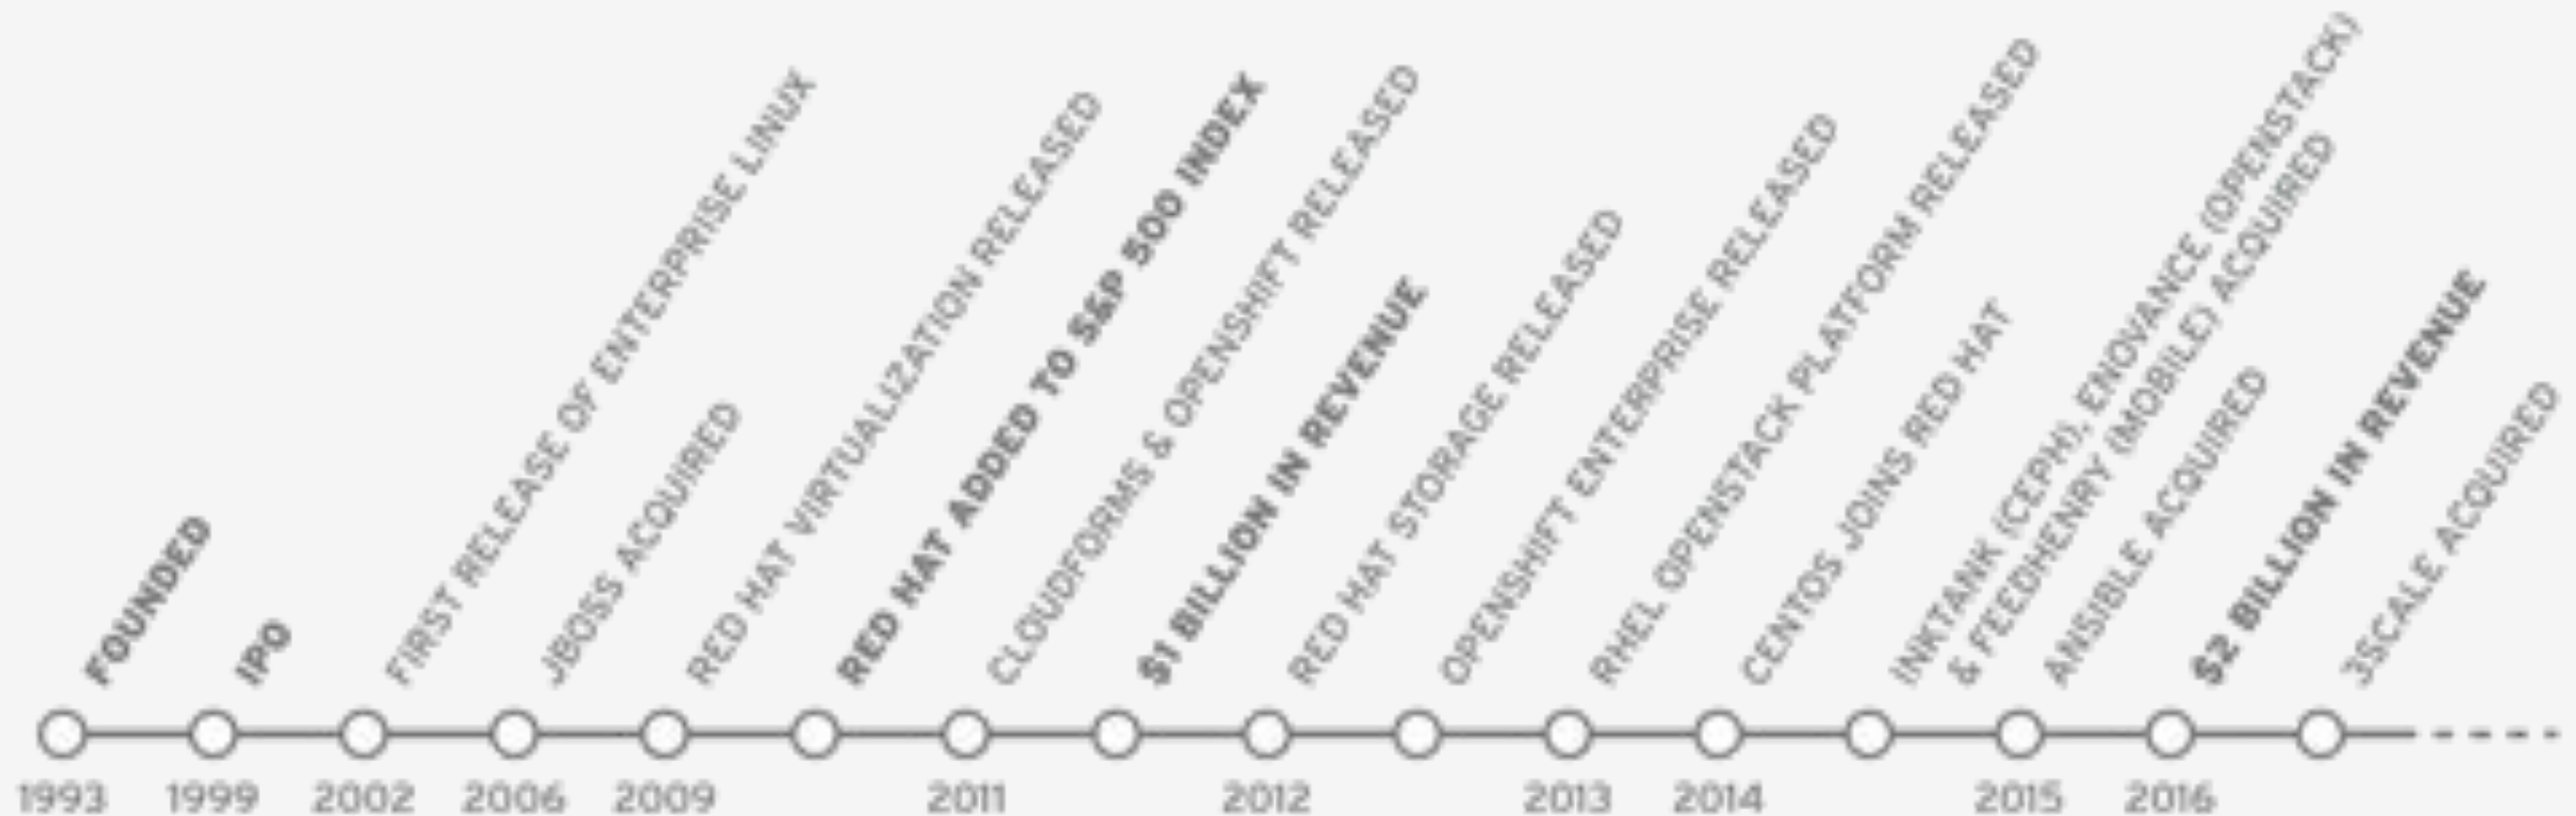 FOUNDED
IPO
FIRST RELEASE OF ENTERPRISE LINUX
JBOSS ACQUIRED
RED HAT VIRTUALIZATION RELEASED
RED HAT ADDED TO S&P 500 INDEX
CLOUDFORMS & OPENSHIFT RELEASED
$1 BILLION IN REVENUE
RED HAT STORAGE RELEASED
OPENSHIFT ENTERPRISE RELEASED
RHEL OPENSTACK PLATFORM RELEASED
CENTOS JOINS RED HAT
INKTANK (CEPH), ENOVANCE (OPENSTACK)
& FEEDHENRY (MOBILE) ACQUIRED
ANSIBLE ACQUIRED
$2 BILLION IN REVENUE
3SCALE ACQUIRED
1993
1999
2002
2006
2009
2011
2012
2013
2014
2015
2016